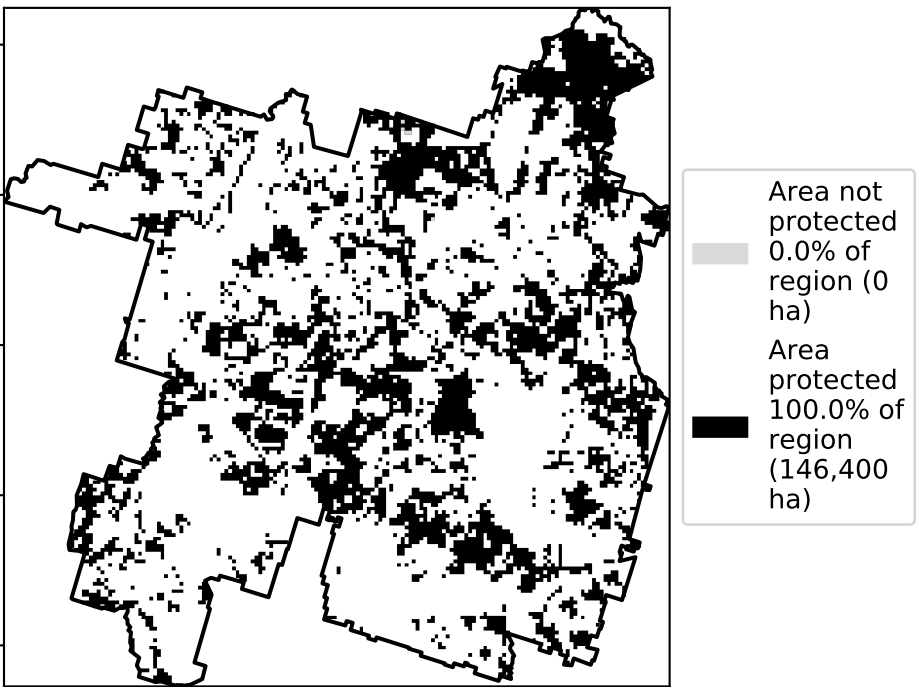 Area not
protected
0.0% of
region (0
ha)
Area
protected
100.0% of
region
(146,400
ha)